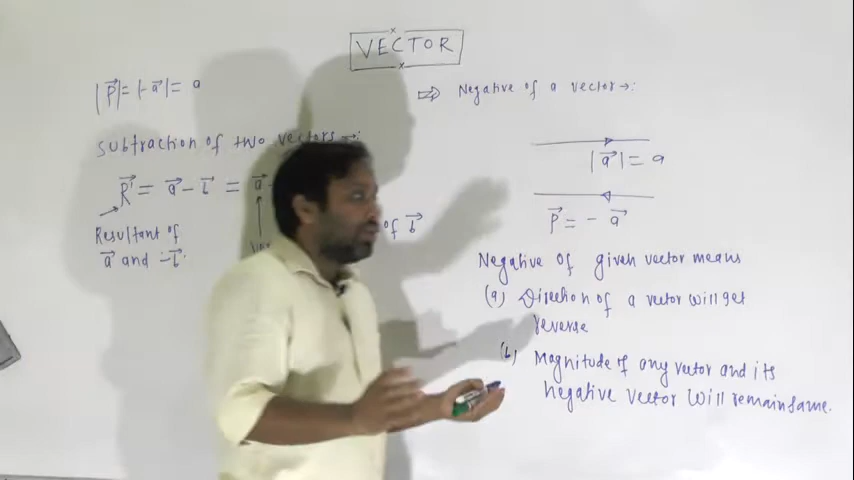 VECTOR
|P⃗| = |-a⃗| = a
Subtraction of two vectors →:
R⃗' = a⃗ - b⃗ = a⃗
Resultant of
a⃗ and -b⃗
of b⃗
⇒ Negative of a vector →:
|a⃗| = a
P⃗ = - a⃗
Negative of given vector means
(a) Direction of a vector will get
reverse
(b) Magnitude of any vector and its
negative vector will remain same.